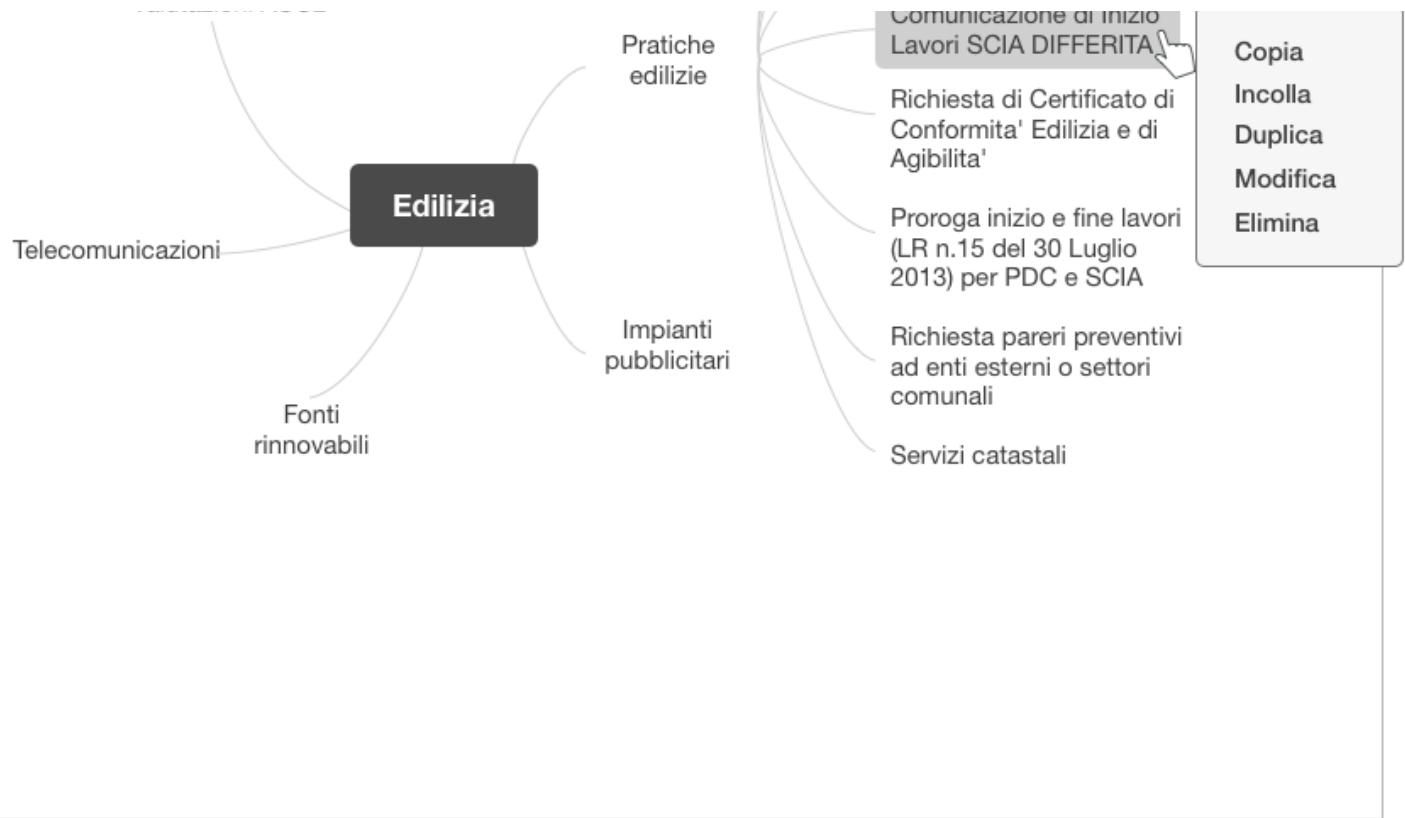 Pratiche
edilizie
Comunicazione di Inizio
Lavori SCIA DIFFERITA
Copia
Incolla
Duplica
Modifica
Elimina
Richiesta di Certificato di
Conformita' Edilizia e di
Agibilita'
Edilizia
Proroga inizio e fine lavori
(LR n.15 del 30 Luglio
2013) per PDC e SCIA
Telecomunicazioni
Impianti
pubblicitari
Richiesta pareri preventivi
ad enti esterni o settori
comunali
Fonti
rinnovabili
Servizi catastali